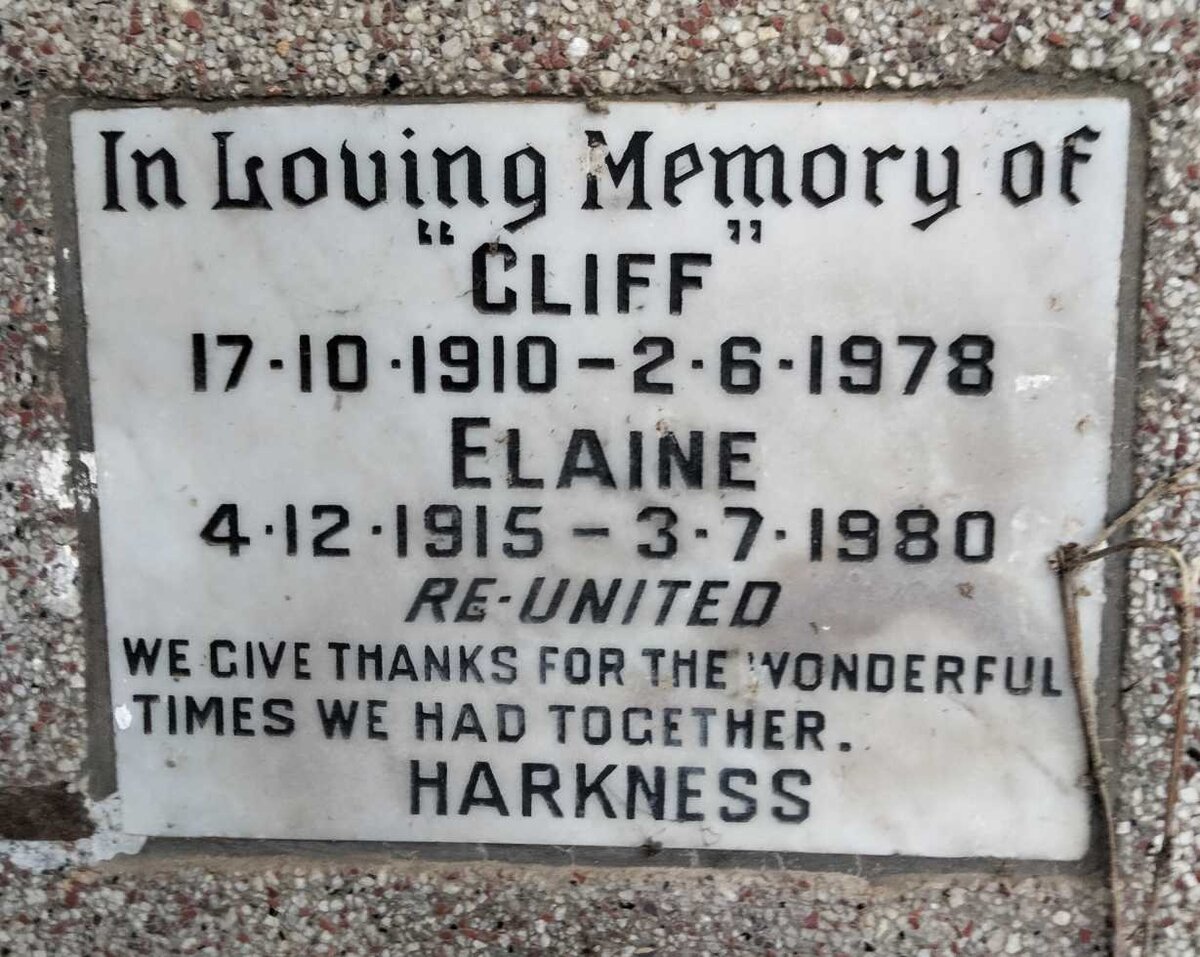 In Loving Memory of
"CLIFF"
17·10·1910–2·6·1978
ELAINE
4·12·1915–3·7·1980
RE-UNITED
WE GIVE THANKS FOR THE WONDERFUL
TIMES WE HAD TOGETHER.
HARKNESS